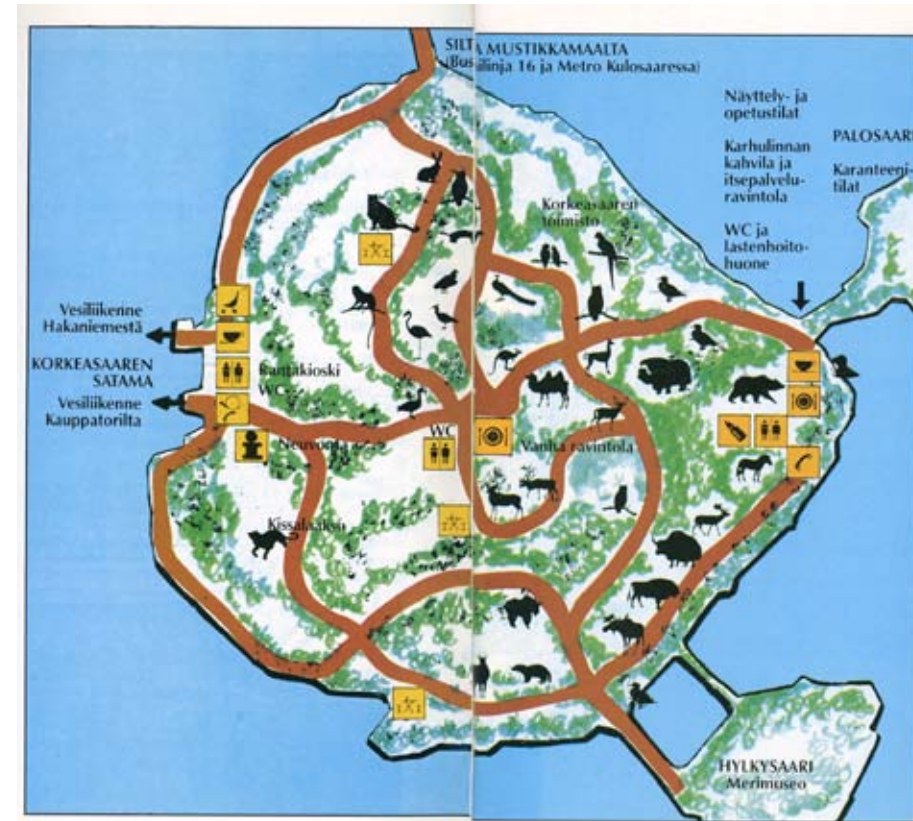 SILTA MUSTIKKAMAALTA
(Bussilinja 16 ja Metro Kulosaaressa)
Näyttely- ja
opetustilat
Karhulinnan
kahvila ja
itsepalvelu-
ravintola
WC ja
lastenhoito-
huone
PALOSAARI
Karanteeni-
tilat
Korkeasaaren
toimisto
Vesiliikenne
Hakaniemestä
KORKEASAAREN
SATAMA
Vesiliikenne
Kauppatorilta
Rantakioski
WC
Neuvonta
WC
Vanha ravintola
Kissalaakso
HYLKYSAARI
Merimuseo